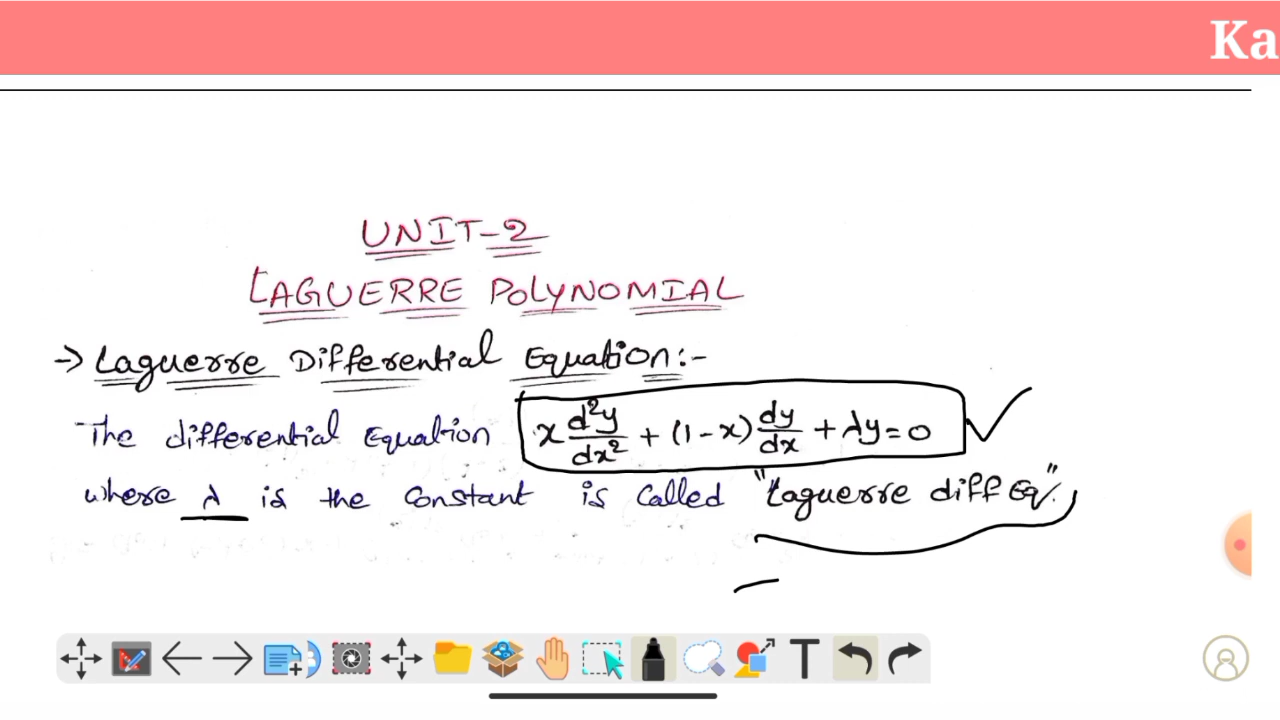 Ka
UNIT-2
LAGUERRE POLYNOMIAL
→ Laguerre Differential Equation:-
The differential Equation x d²y/dx² + (1-x) dy/dx + λy = 0
where λ is the constant is called "Laguerre diff Eq".
T